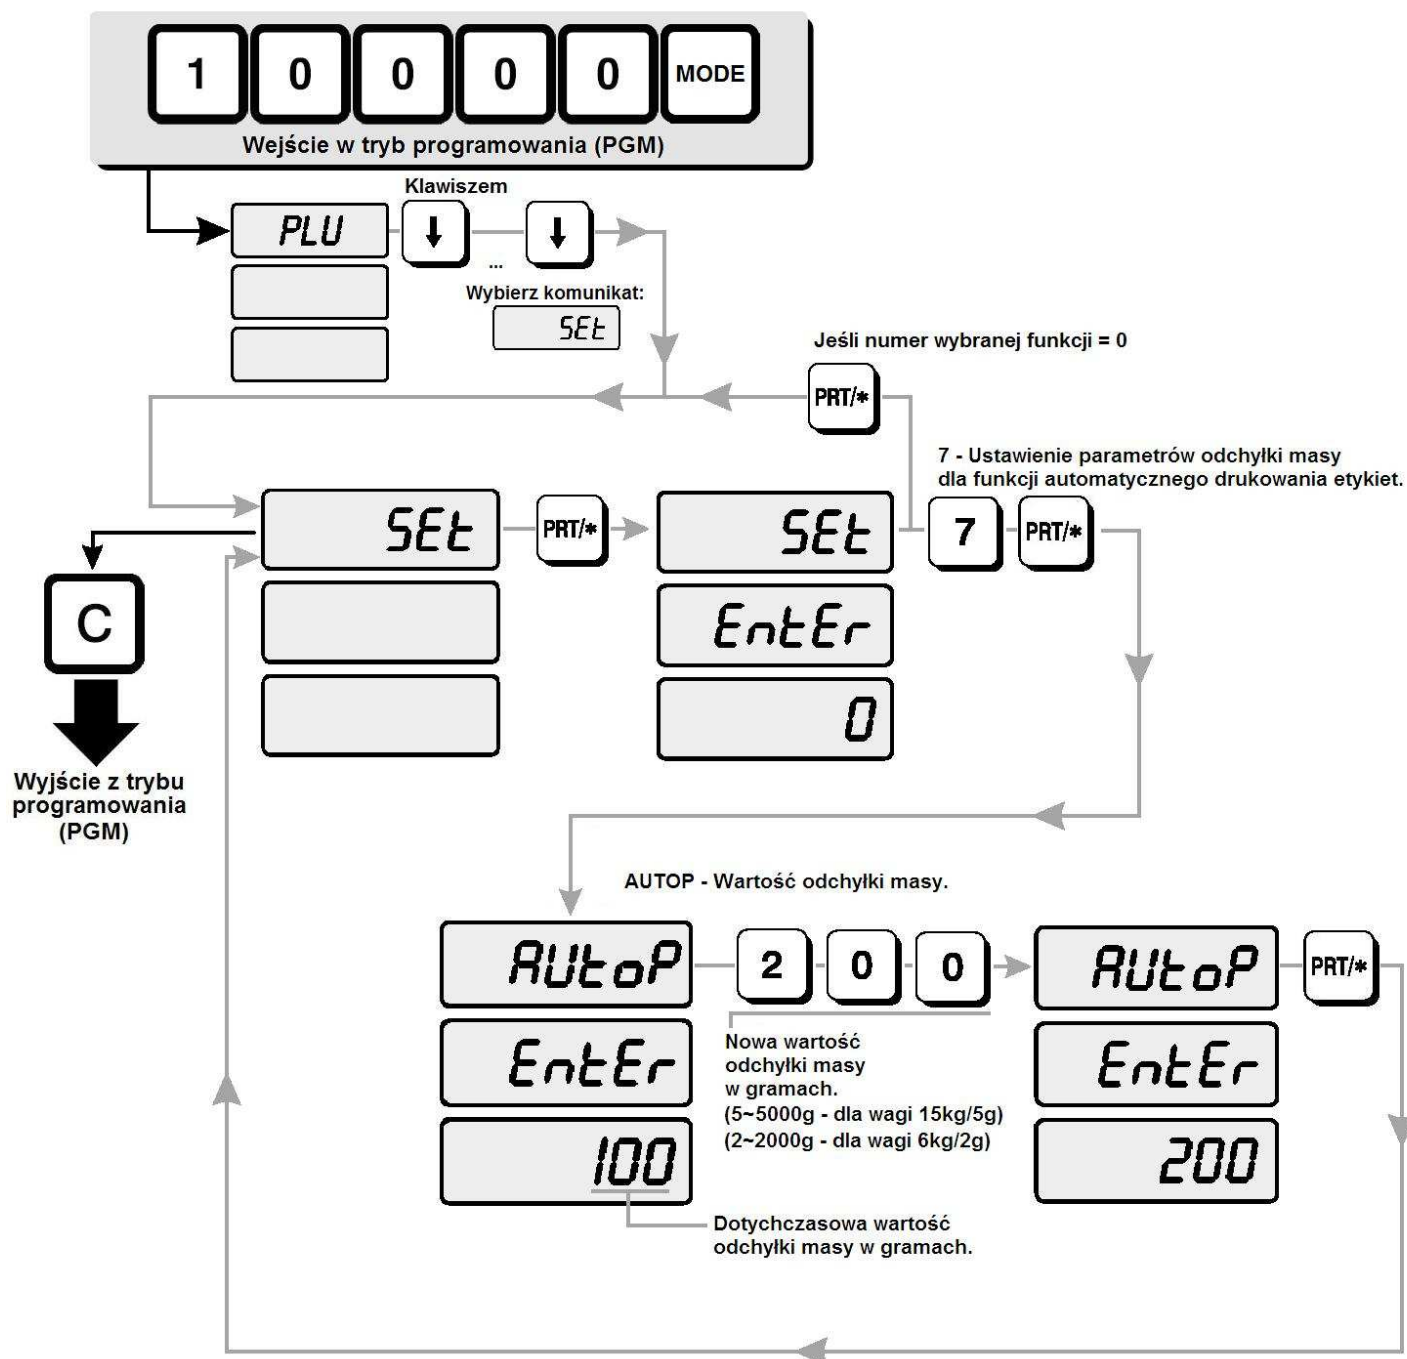 1 0 0 0 0 MODE
Wejście w tryb programowania (PGM)
Klawiszem
PLU ↓ ... ↓
Wybierz komunikat:
SEt
Jeśli numer wybranej funkcji = 0
PRT/*
7 - Ustawienie parametrów odchyłki masy
dla funkcji automatycznego drukowania etykiet.
SEt PRT/* SEt 7 PRT/*
EntEr
0
C
Wyjście z trybu
programowania
(PGM)
AUTOP - Wartość odchyłki masy.
AUtoP 2 0 0 AUtoP PRT/*
EntEr EntEr
100 200
Nowa wartość
odchyłki masy
w gramach.
(5~5000g - dla wagi 15kg/5g)
(2~2000g - dla wagi 6kg/2g)
Dotychczasowa wartość
odchyłki masy w gramach.